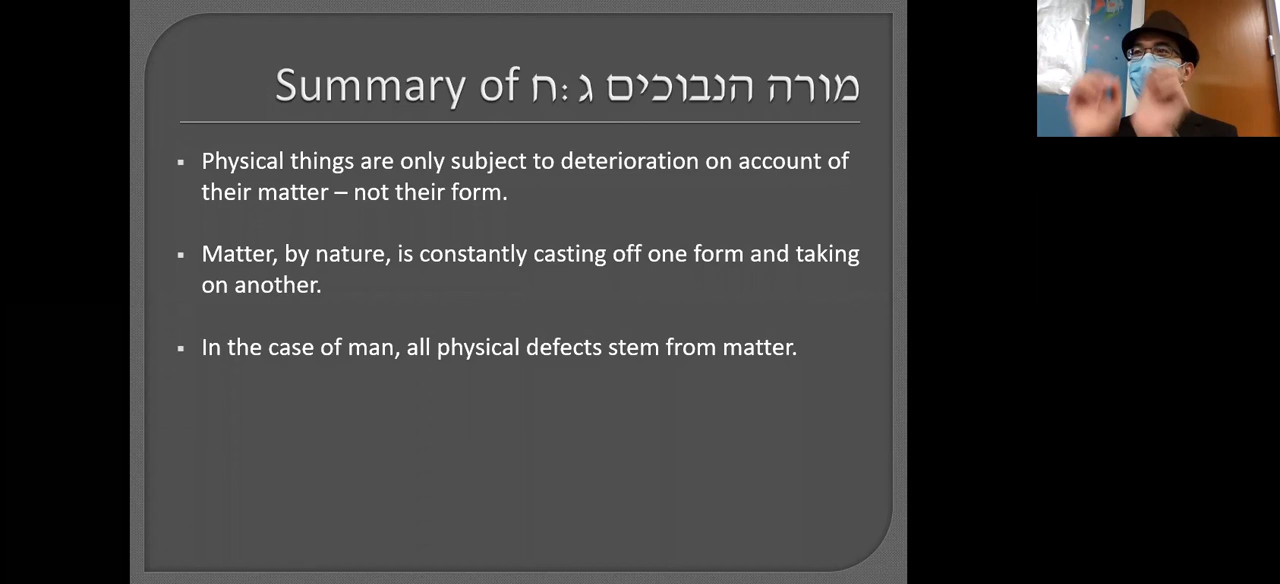 Summary of מורה הנבוכים ג:ח
▪ Physical things are only subject to deterioration on account of
their matter – not their form.
▪ Matter, by nature, is constantly casting off one form and taking
on another.
▪ In the case of man, all physical defects stem from matter.